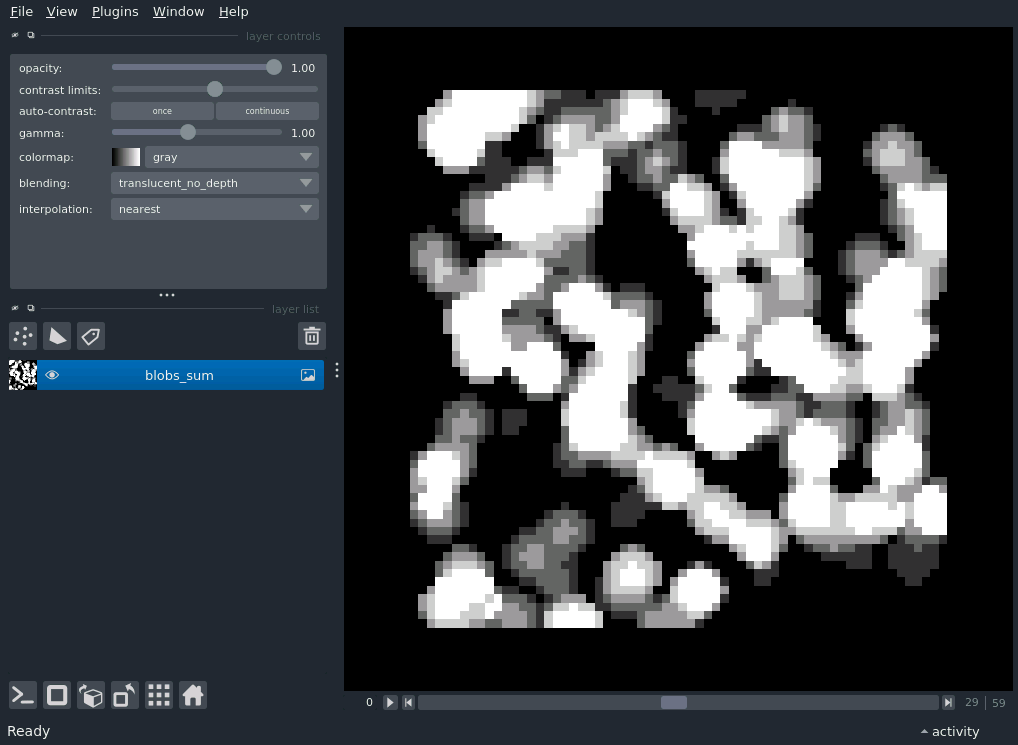 File View Plugins Window Help
layer controls
opacity: 1.00
contrast limits:
auto-contrast: once continuous
gamma: 1.00
colormap: gray
blending: translucent_no_depth
interpolation: nearest
layer list
blobs_sum
0 29 59
Ready activity